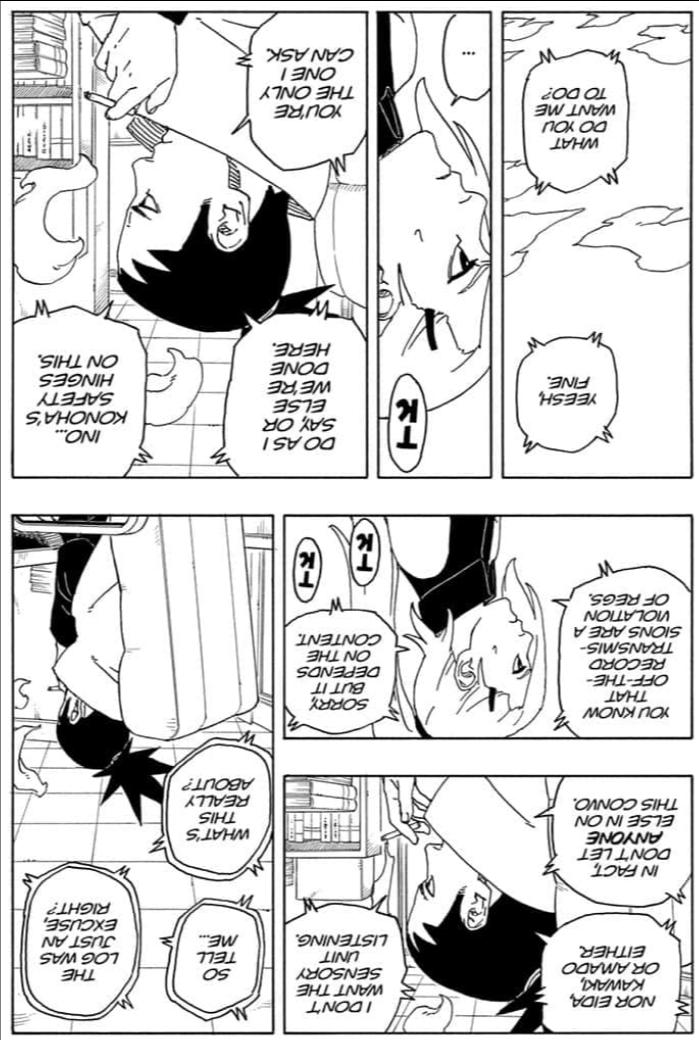 THE
LOG WAS
JUST AN
EXCUSE,
RIGHT?
SO
TELL
ME...
WHAT'S
THIS
REALLY
ABOUT?
I DON'T
WANT THE
SENSORY
UNIT
LISTENING.
NOR EIDA,
KAWAKI,
OR AMADO
EITHER.
IN FACT,
DON'T LET
ANYONE
ELSE IN ON
THIS CONVO.
SORRY,
BUT IT
DEPENDS
ON THE
CONTENT.
YOU KNOW
THAT
OFF-THE-
RECORD
TRANSMIS-
SIONS ARE A
VIOLATION
OF REGS.
TK
TK
INO...
KONOHA'S
SAFETY
HINGES
ON THIS.
DO AS I
SAY, OR
ELSE
WE'RE
DONE
HERE.
YOU'RE
THE ONLY
ONE I
CAN ASK.
TK
...
YEESH,
FINE.
WHAT
DO YOU
WANT ME
TO DO?